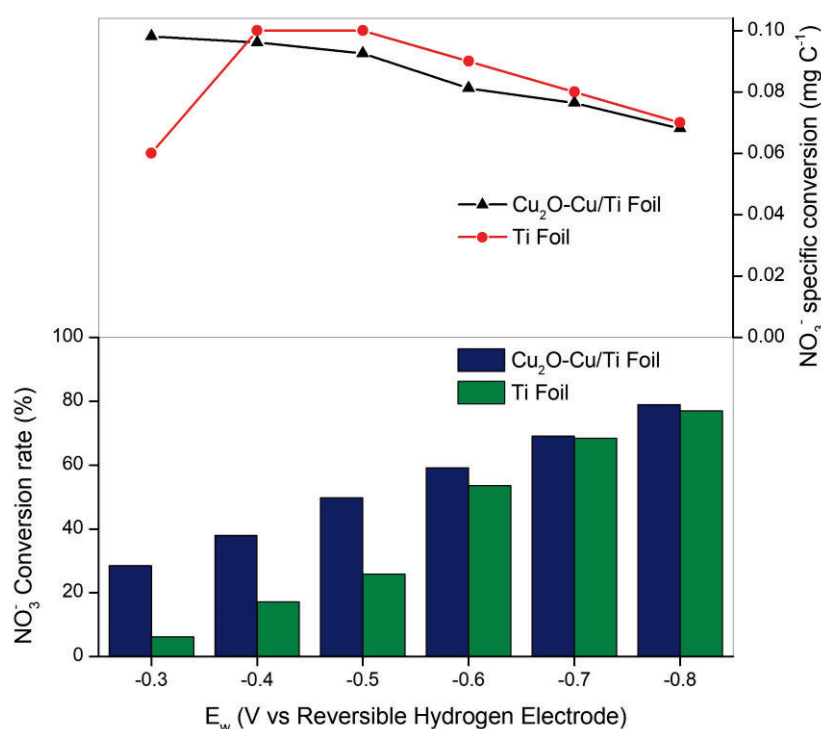 0.10
0.08
0.06
0.04
0.02
0.00
NO₃⁻ specific conversion (mg C⁻¹)
Cu₂O-Cu/Ti Foil
Ti Foil
100
80
60
40
20
0
NO₃⁻ Conversion rate (%)
Cu₂O-Cu/Ti Foil
Ti Foil
-0.3 -0.4 -0.5 -0.6 -0.7 -0.8
E_w (V vs Reversible Hydrogen Electrode)